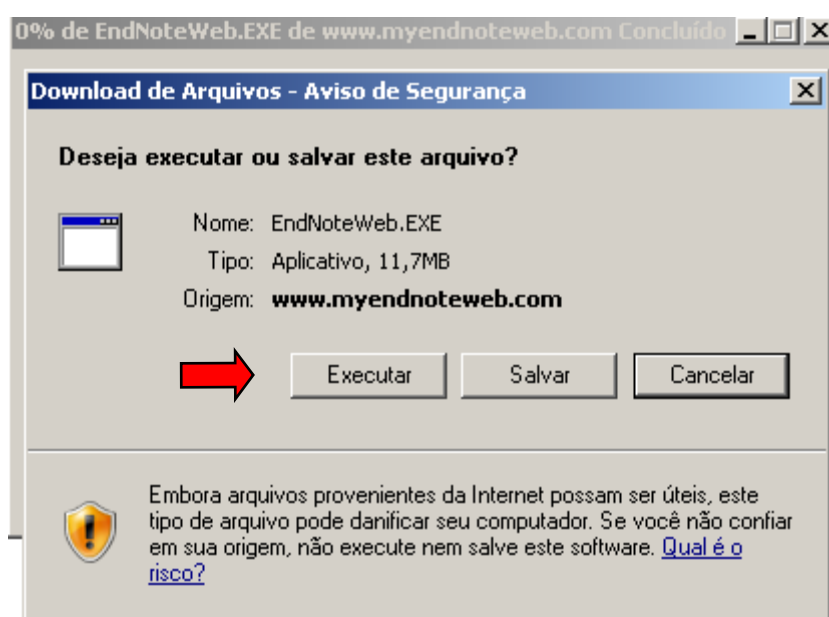 0% de EndNoteWeb.EXE de www.myendnoteweb.com Concluído
Download de Arquivos - Aviso de Segurança
Deseja executar ou salvar este arquivo?
Nome: EndNoteWeb.EXE
Tipo: Aplicativo, 11,7MB
Origem: www.myendnoteweb.com
Executar Salvar Cancelar
Embora arquivos provenientes da Internet possam ser úteis, este
tipo de arquivo pode danificar seu computador. Se você não confiar
em sua origem, não execute nem salve este software. Qual é o
risco?